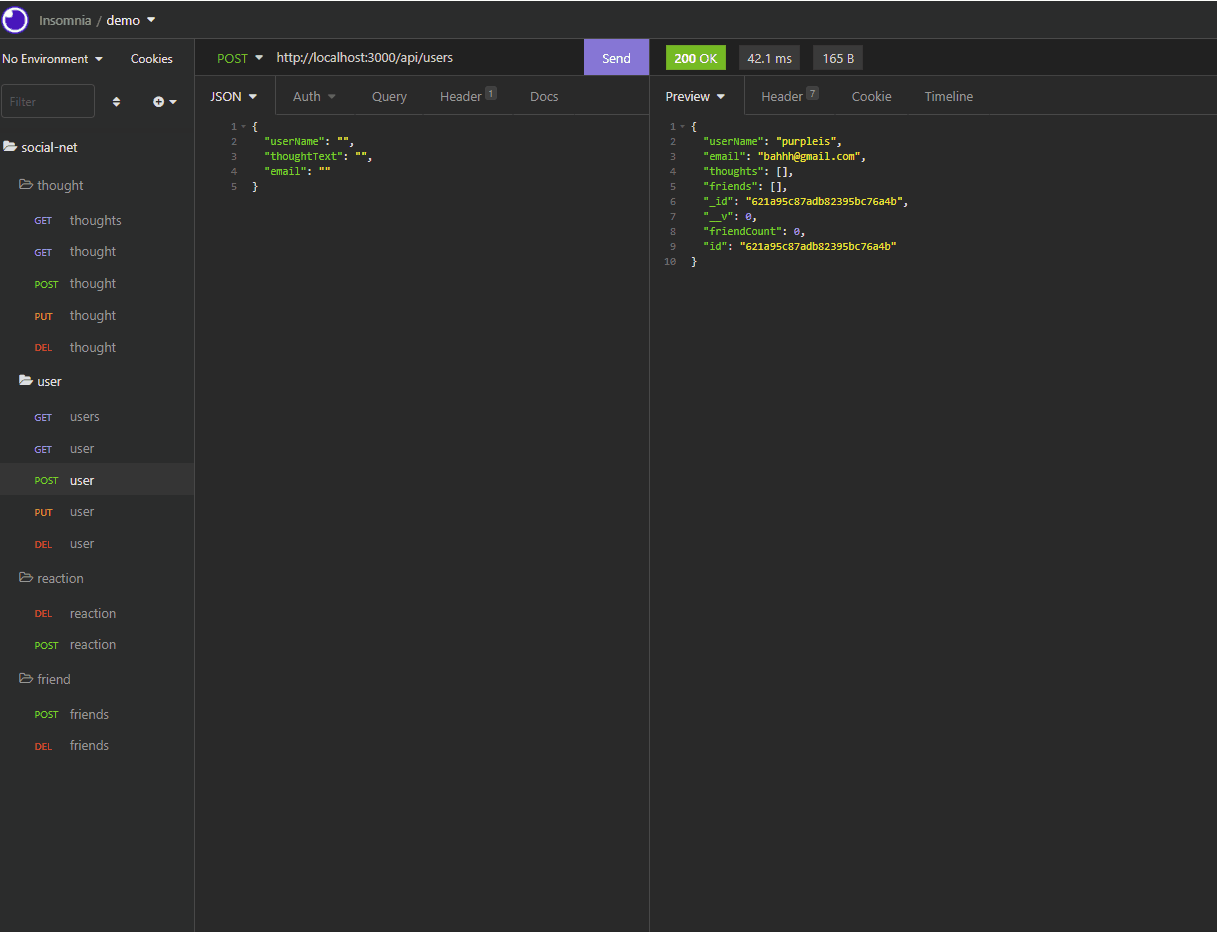 Insomnia / demo
No Environment
Cookies
Filter
social-net
thought
GET thoughts
GET thought
POST thought
PUT thought
DEL thought
user
GET users
GET user
POST user
PUT user
DEL user
reaction
DEL reaction
POST reaction
friend
POST friends
DEL friends
POST http://localhost:3000/api/users Send
JSON Auth Query Header 1 Docs
1 {
2 "userName": "",
3 "thoughtText": "",
4 "email": ""
5 }
200 OK 42.1 ms 165 B
Preview Header 7 Cookie Timeline
1 {
2 "userName": "purpleis",
3 "email": "bahhh@gmail.com",
4 "thoughts": [],
5 "friends": [],
6 "_id": "621a95c87adb82395bc76a4b",
7 "__v": 0,
8 "friendCount": 0,
9 "id": "621a95c87adb82395bc76a4b"
10 }